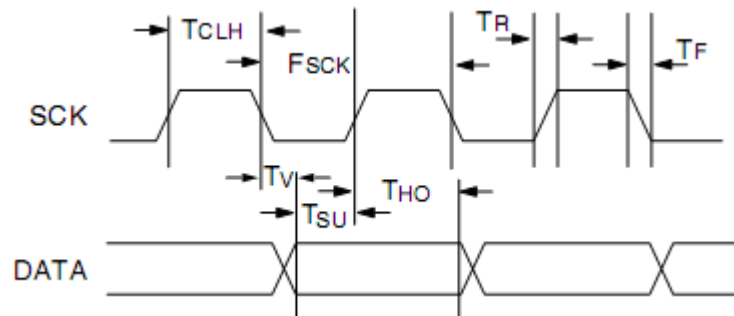 TCLH
TR
FSCK
TF
SCK
TV
THO
TSU
DATA